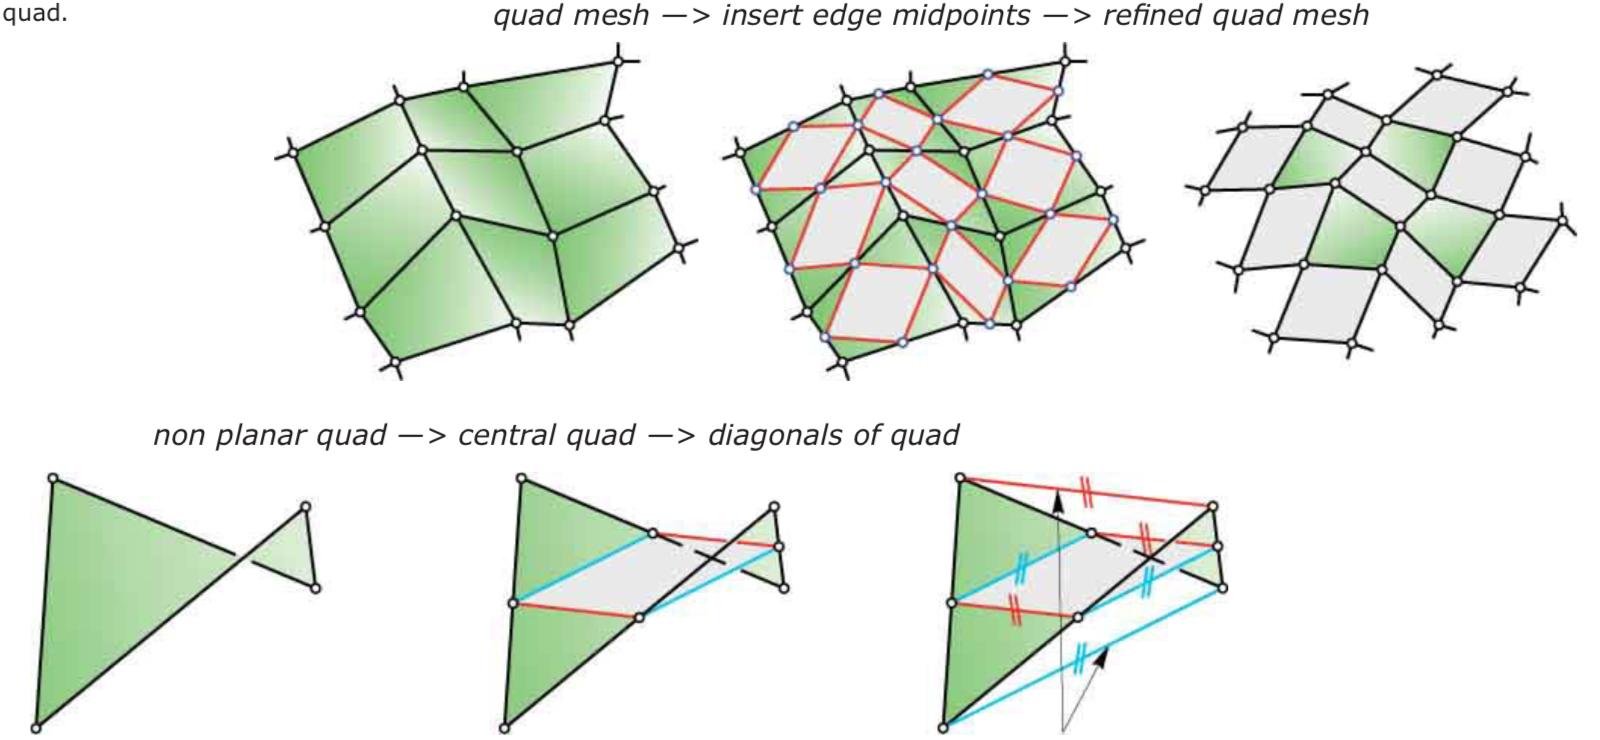 quad.
quad mesh —> insert edge midpoints —> refined quad mesh
non planar quad —> central quad —> diagonals of quad